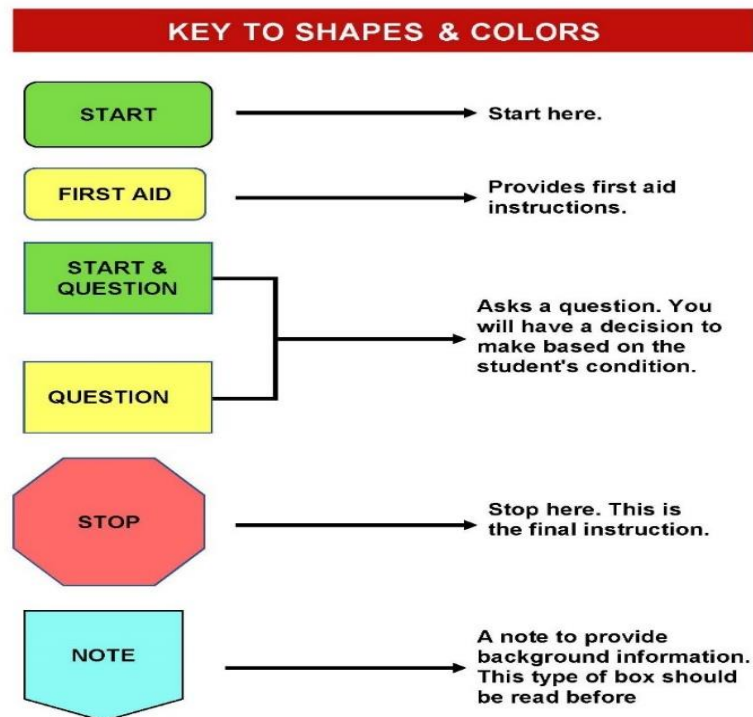 KEY TO SHAPES & COLORS
START
Start here.
FIRST AID
Provides first aid
instructions.
START &
QUESTION
Asks a question. You
will have a decision to
make based on the
student's condition.
QUESTION
STOP
Stop here. This is
the final instruction.
NOTE
A note to provide
background information.
This type of box should
be read before